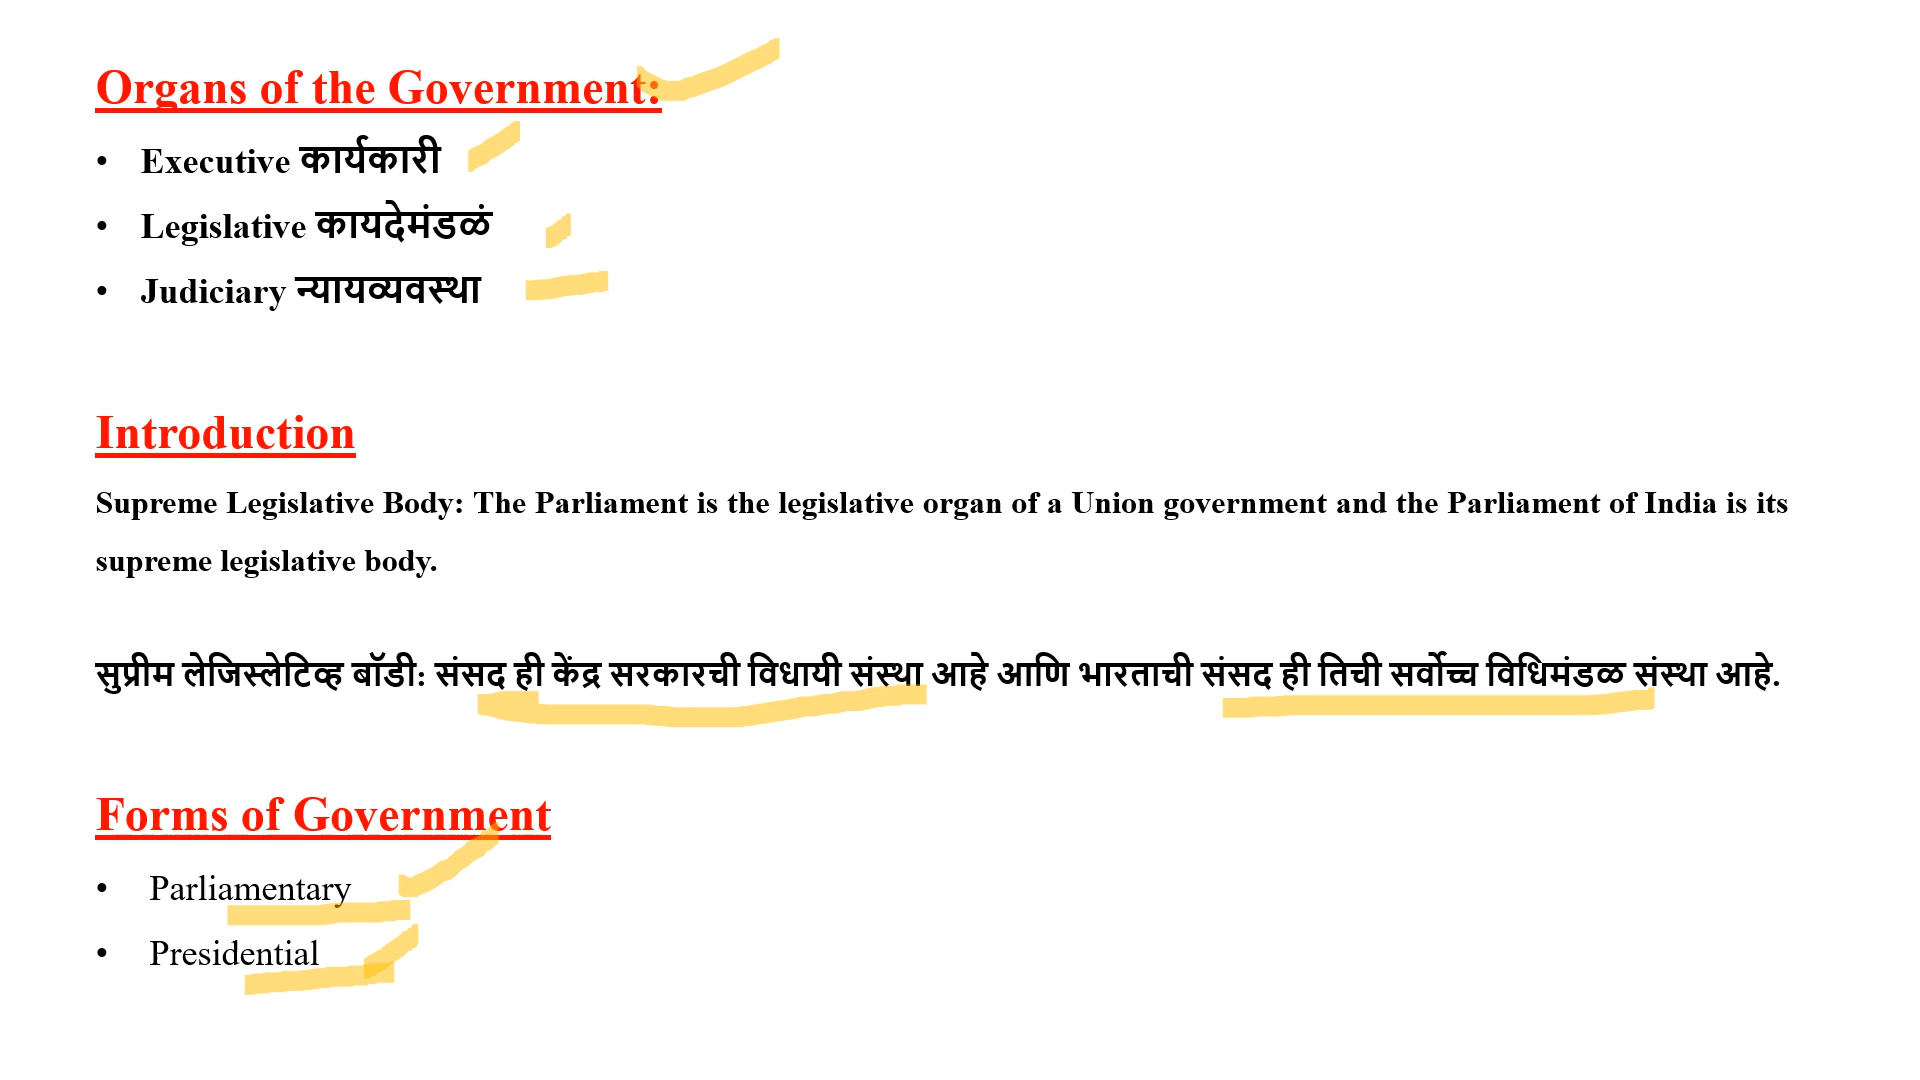 Organs of the Government:
• Executive कार्यकारी
• Legislative कायदेमंडळं
• Judiciary न्यायव्यवस्था
Introduction
Supreme Legislative Body: The Parliament is the legislative organ of a Union government and the Parliament of India is its
supreme legislative body.
सुप्रीम लेजिस्लेटिव्ह बॉडी: संसद ही केंद्र सरकारची विधायी संस्था आहे आणि भारताची संसद ही तिची सर्वोच्च विधिमंडळ संस्था आहे.
Forms of Government
• Parliamentary
• Presidential